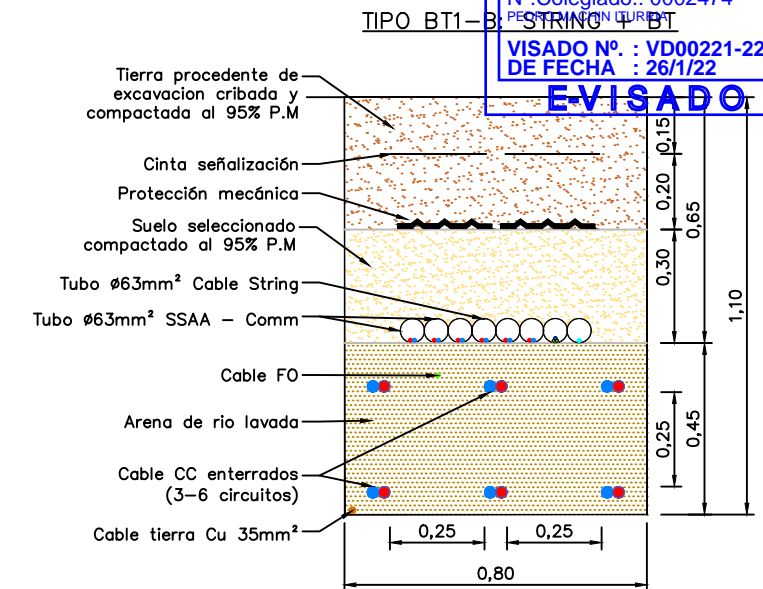 Nº.Colegiado.: 0002474
PEDRO MACHIN ITURRIA
VISADO Nº. : VD00221-22
DE FECHA : 26/1/22
E-VISADO
TIPO BT1-B: STRING + BT
Tierra procedente de
excavacion cribada y
compactada al 95% P.M
Cinta señalización
Protección mecánica
Suelo seleccionado
compactado al 95% P.M
Tubo ø63mm² Cable String
Tubo ø63mm² SSAA - Comm
Cable FO
Arena de rio lavada
Cable CC enterrados
(3-6 circuitos)
Cable tierra Cu 35mm²
0,15
0,20
0,30
0,65
1,10
0,25
0,45
0,25
0,25
0,80